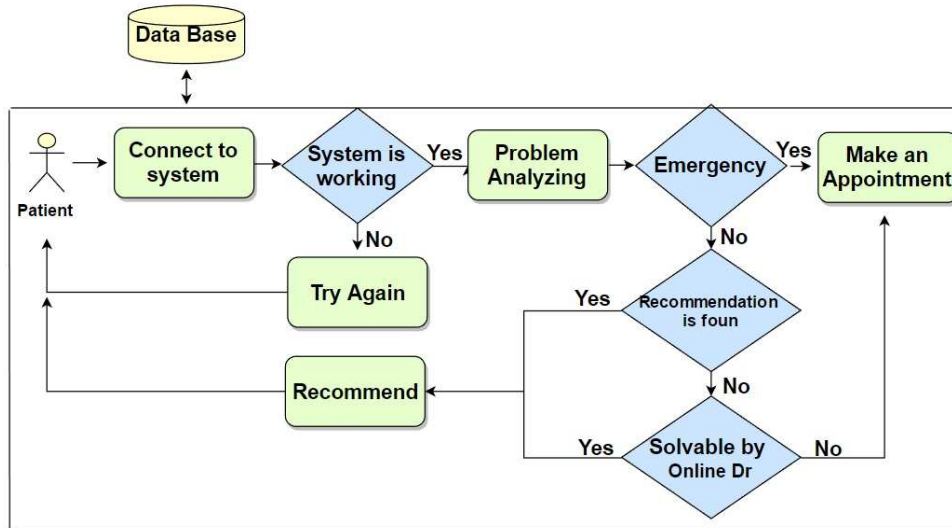 Data Base
Patient
Connect to
system
System is
working
Yes
Problem
Analyzing
Emergency
Yes
Make an
Appointment
No
Try Again
No
Yes
Recommendation
is foun
Recommend
No
Yes
Solvable by
Online Dr
No